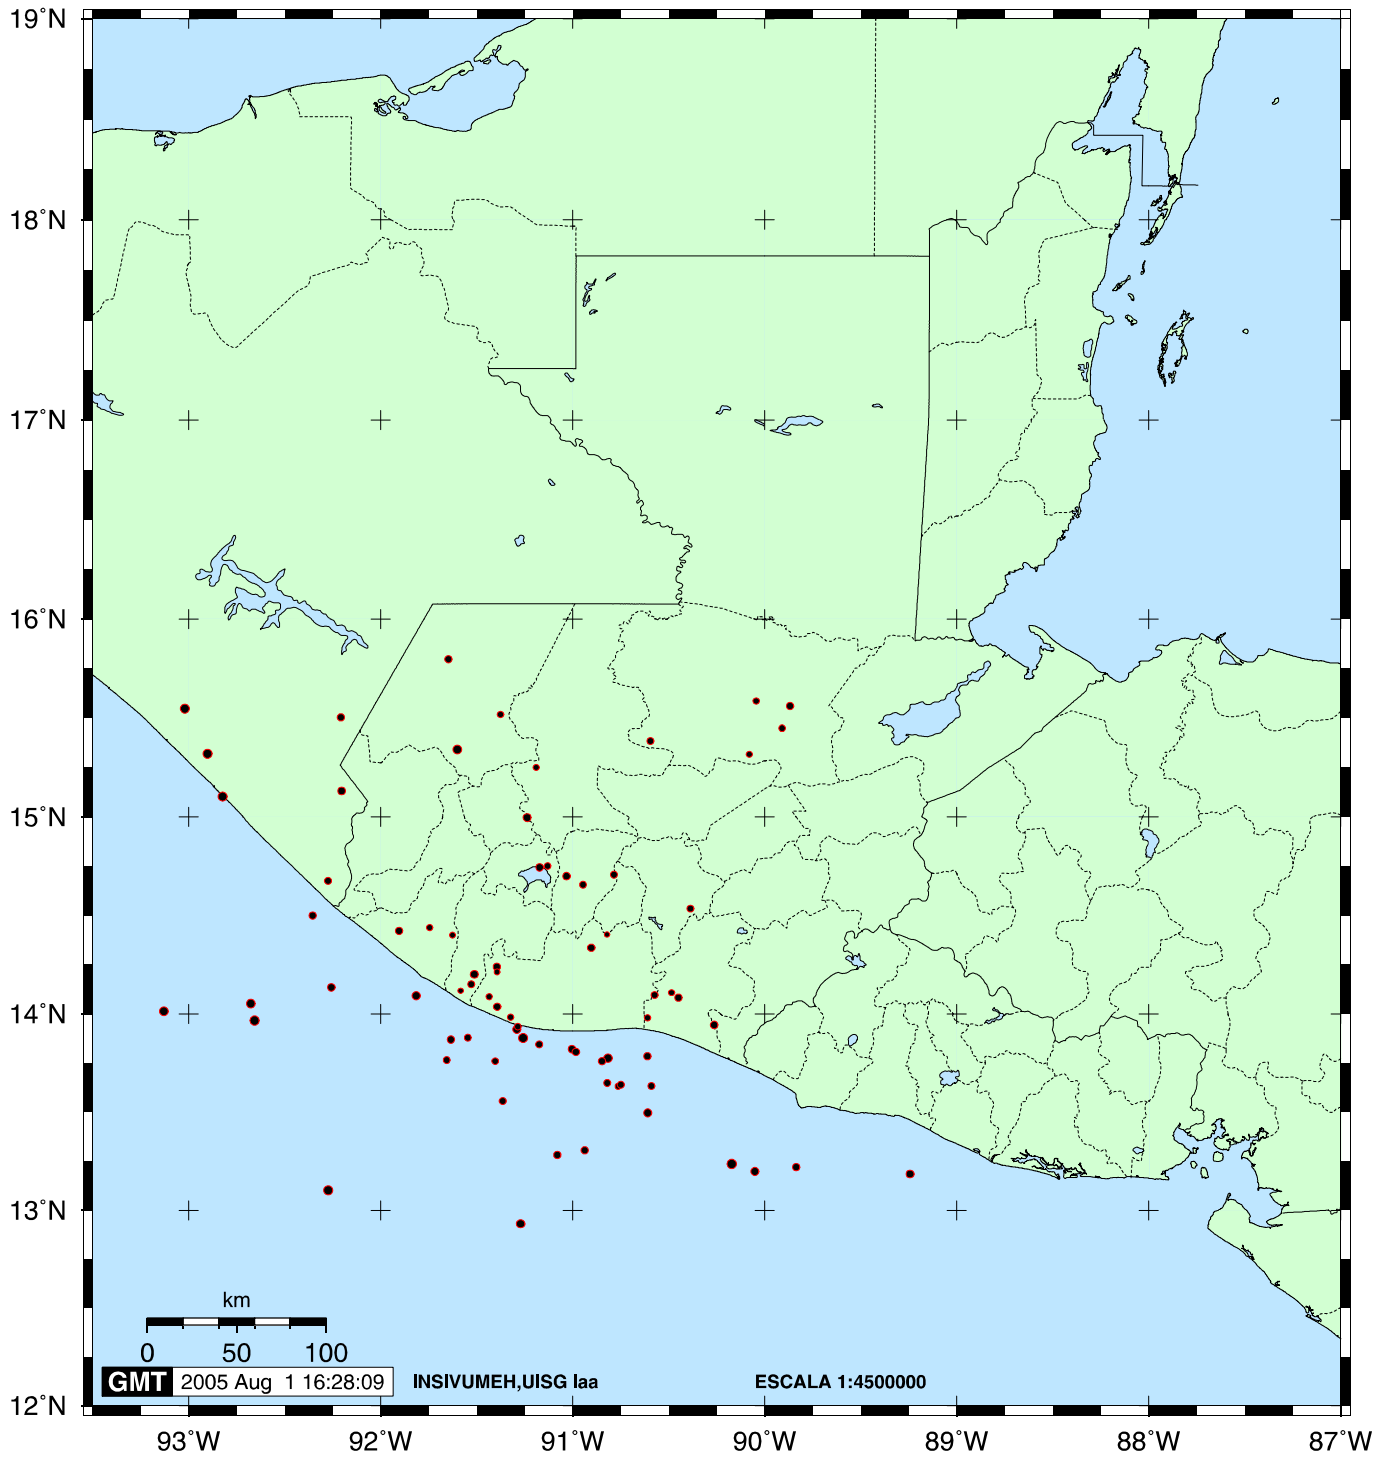 19°N
18°N
17°N
16°N
15°N
14°N
13°N
km
0 50 100
GMT 2005 Aug 1 16:28:09 INSIVUMEH,UISG laa ESCALA 1:4500000
12°N
93°W 92°W 91°W 90°W 89°W 88°W 87°W